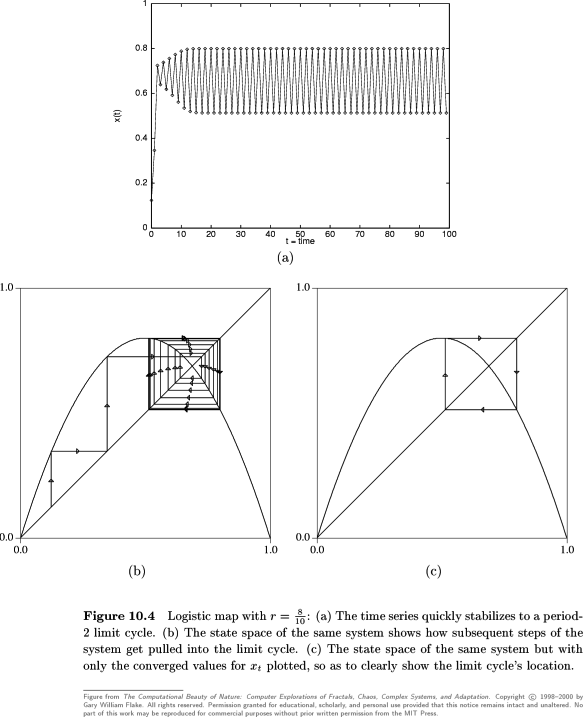 1
0.8
0.6
x(t)
0.4
0.2
0
0 10 20 30 40 50 60 70 80 90 100
t = time
(a)
1.0 1.0
0.0 0.0
0.0 1.0 0.0 1.0
(b) (c)
Figure 10.4 Logistic map with r = 8/10: (a) The time series quickly stabilizes to a period-
2 limit cycle. (b) The state space of the same system shows how subsequent steps of the
system get pulled into the limit cycle. (c) The state space of the same system but with
only the converged values for xt plotted, so as to clearly show the limit cycle's location.
Figure from The Computational Beauty of Nature: Computer Explorations of Fractals, Chaos, Complex Systems, and Adaptation. Copyright © 1998–2000 by
Gary William Flake. All rights reserved. Permission granted for educational, scholarly, and personal use provided that this notice remains intact and unaltered. No
part of this work may be reproduced for commercial purposes without prior written permission from the MIT Press.